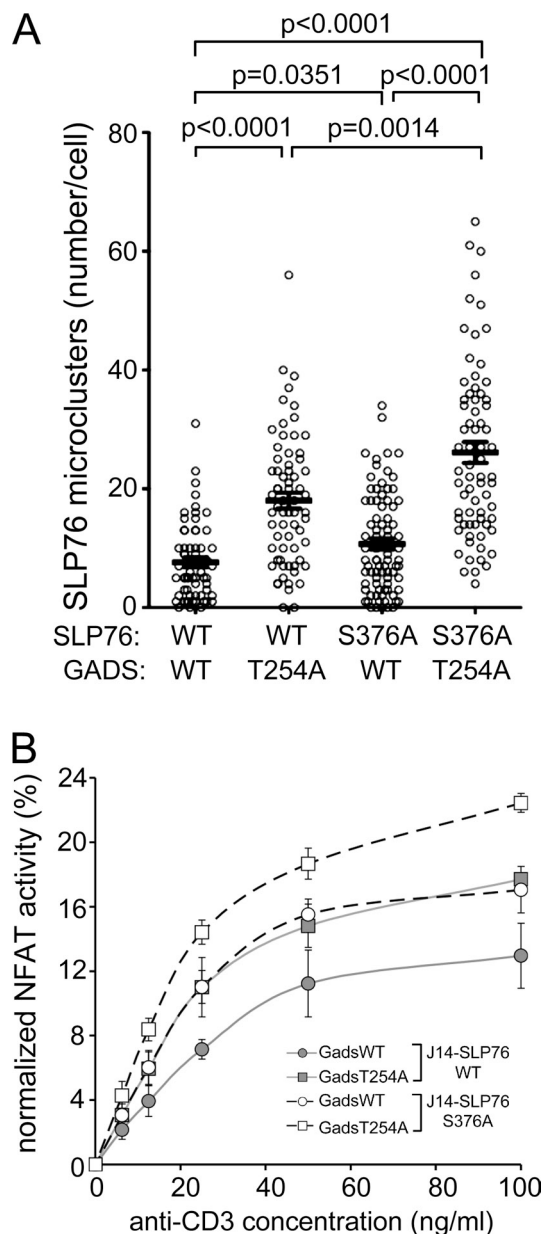 A
p<0.0001
p=0.0351 p<0.0001
p<0.0001 p=0.0014
SLP76 microclusters (number/cell)
80
60
40
20
0
SLP76: WT WT S376A S376A
GADS: WT T254A WT T254A
B
normalized NFAT activity (%)
24
20
16
12
8
4
0
GadsWT
GadsT254A
J14-SLP76
WT
GadsWT
GadsT254A
J14-SLP76
S376A
0 20 40 60 80 100
anti-CD3 concentration (ng/ml)